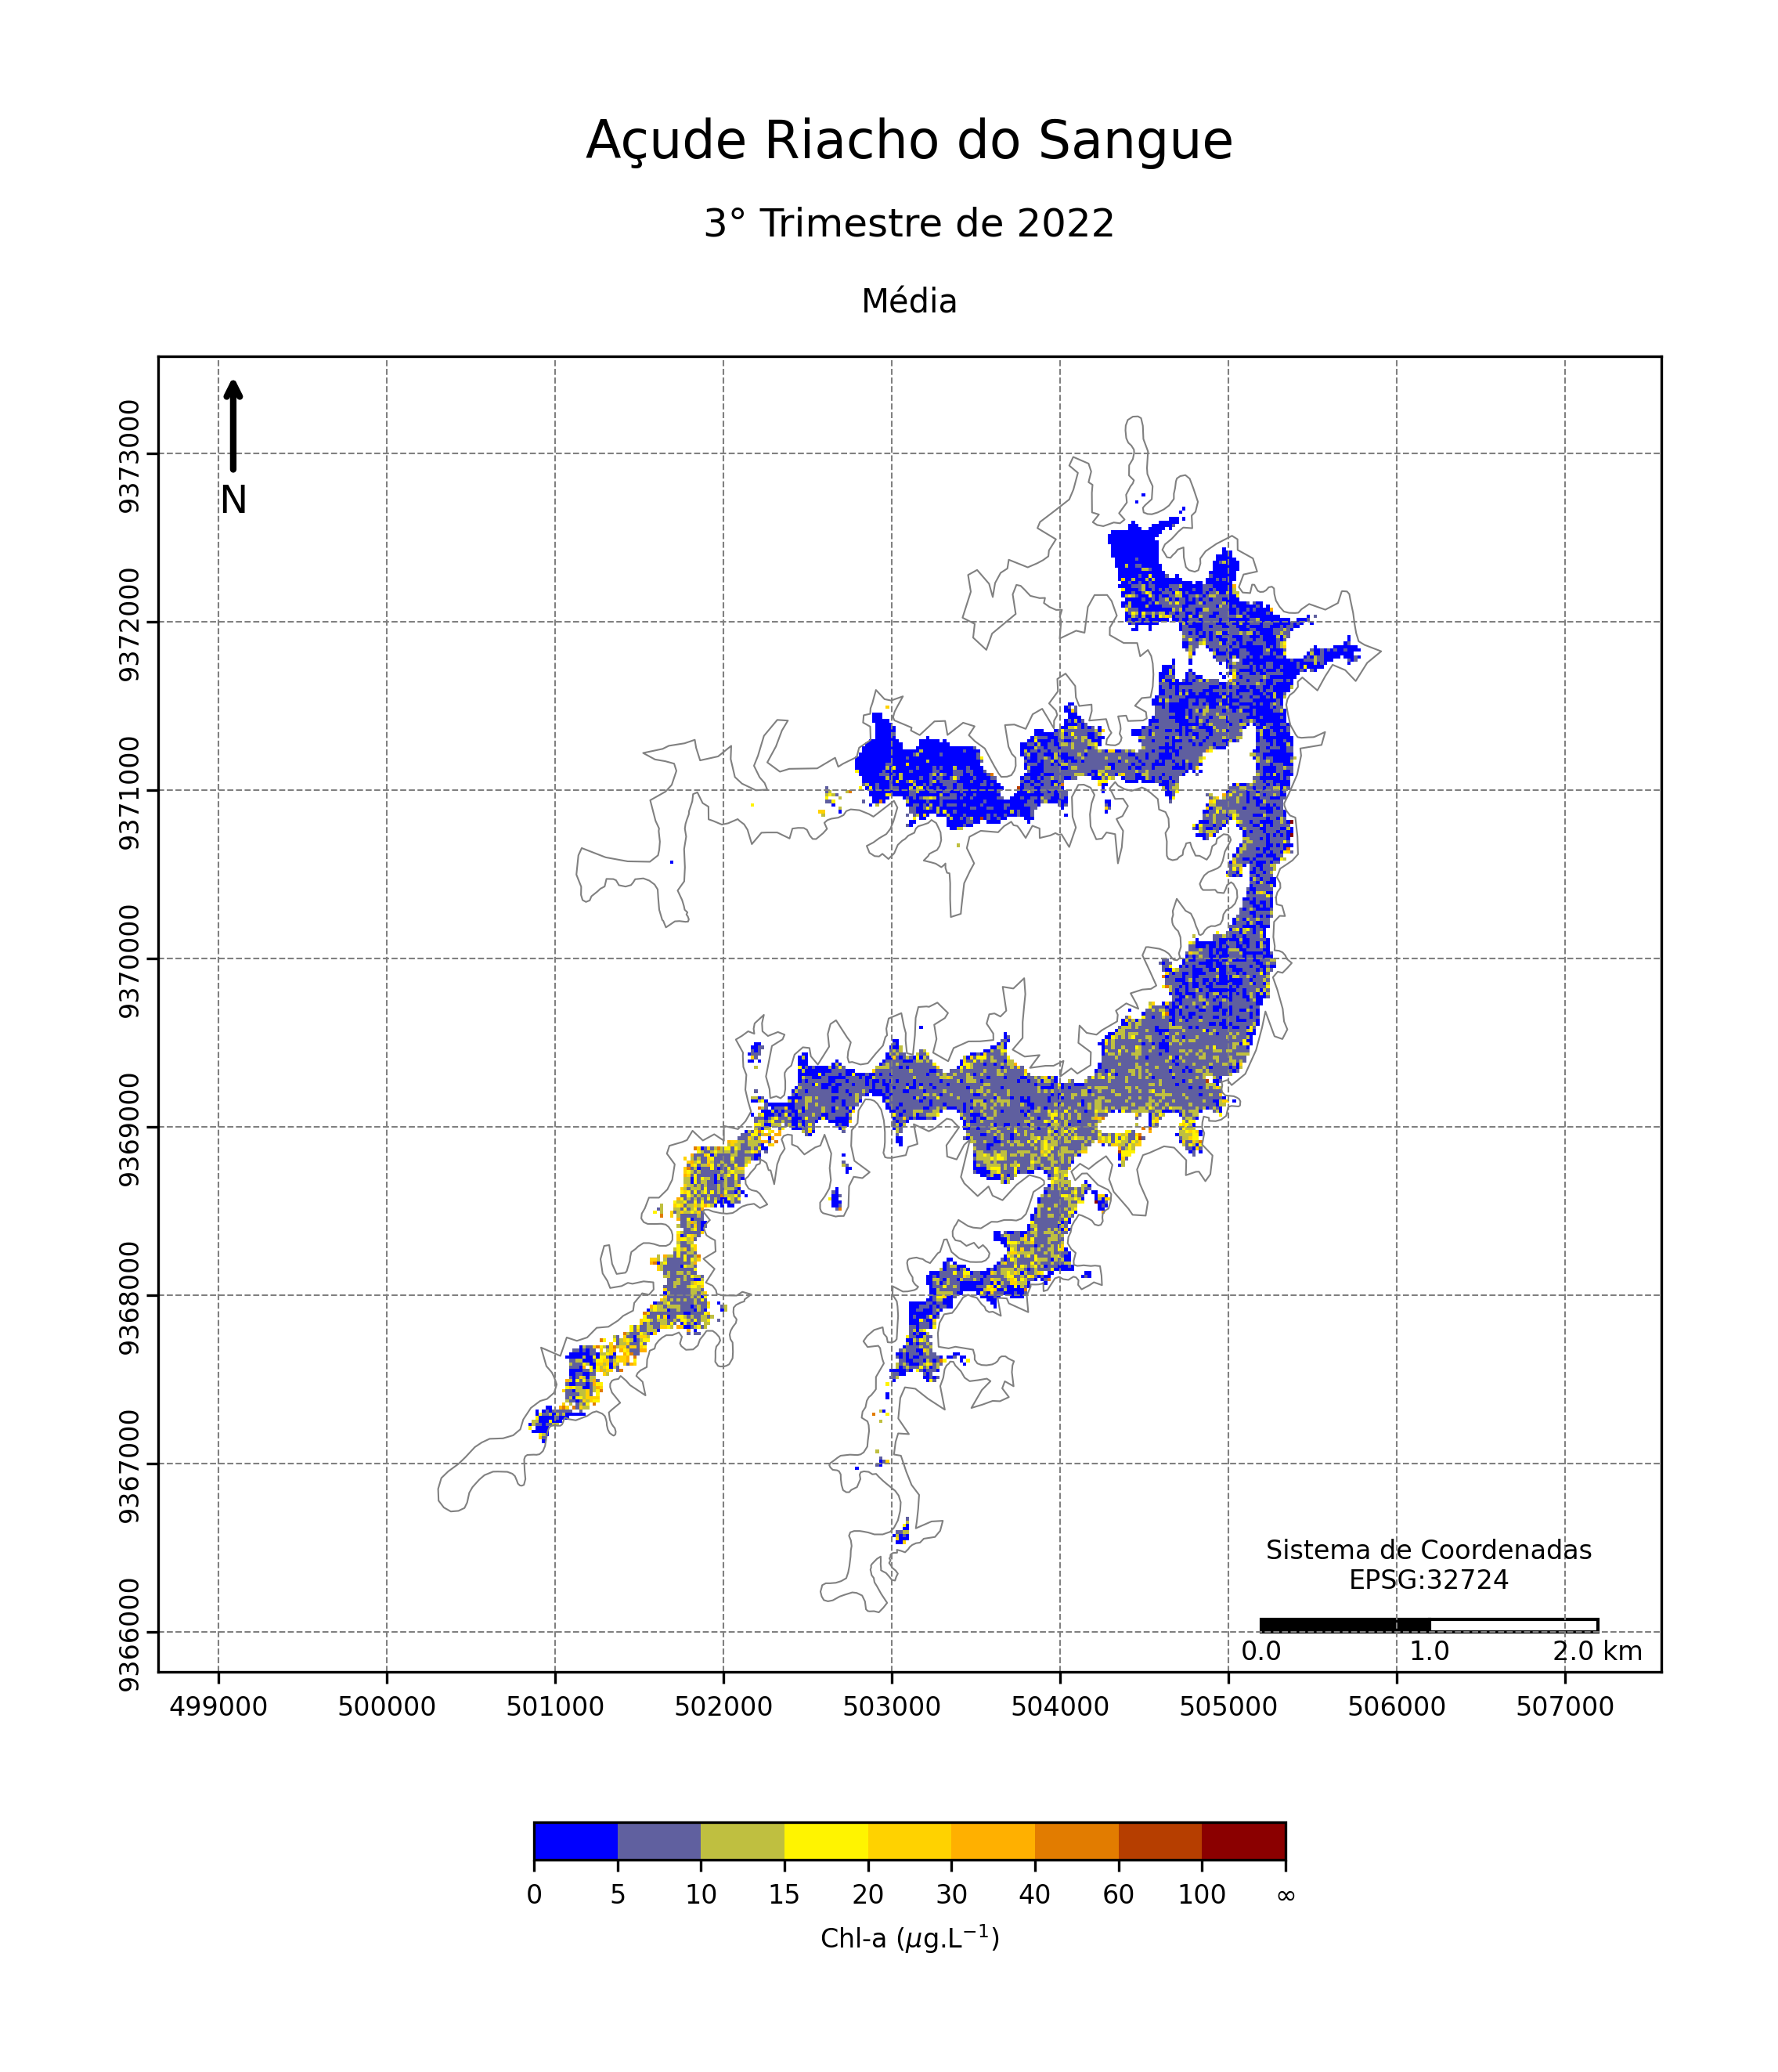 Açude Riacho do Sangue
3° Trimestre de 2022
Média
N
9373000
9372000
9371000
9370000
9369000
9368000
9367000
9366000
Sistema de Coordenadas
EPSG:32724
0.0 1.0 2.0 km
499000 500000 501000 502000 503000 504000 505000 506000 507000
0 5 10 15 20 30 40 60 100 ∞
Chl-a (μg.L⁻¹)